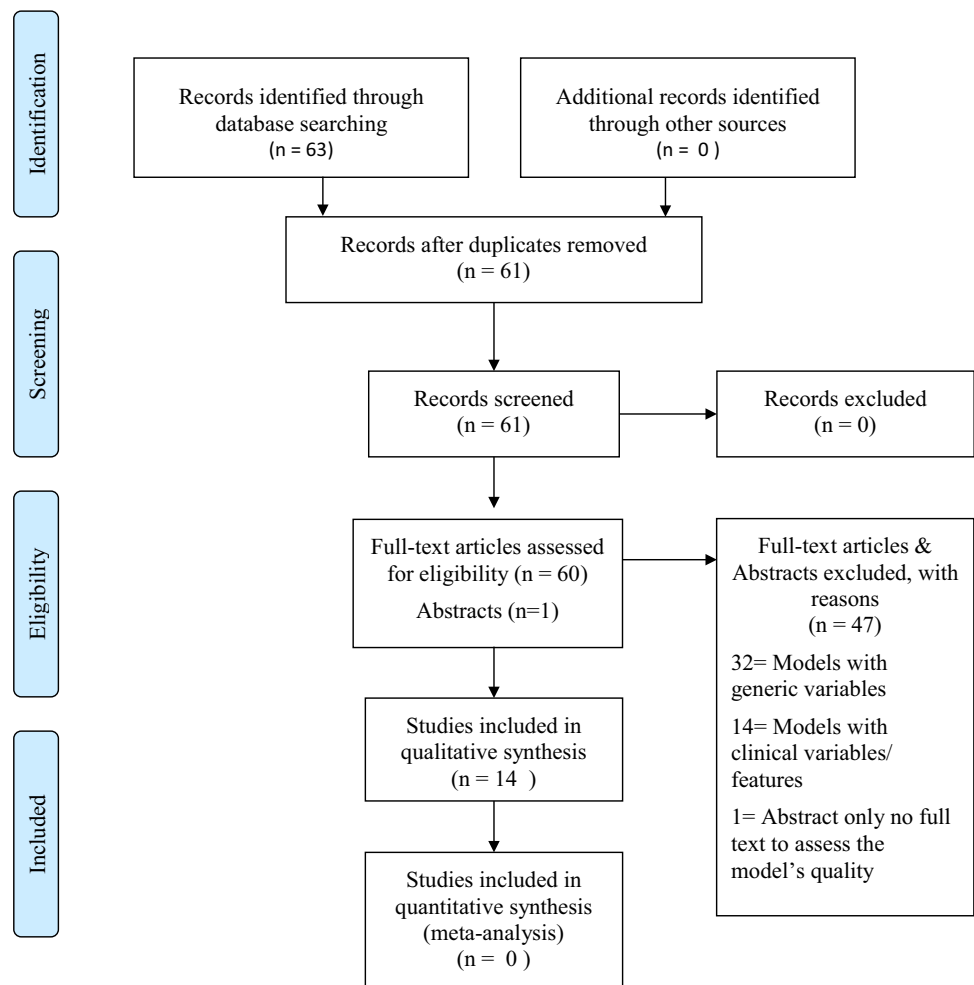 Identification
Records identified through
database searching
(n = 63)
Additional records identified
through other sources
(n = 0 )
Records after duplicates removed
(n = 61)
Screening
Records screened
(n = 61)
Records excluded
(n = 0)
Eligibility
Full-text articles assessed
for eligibility (n = 60)
Abstracts (n=1)
Full-text articles &
Abstracts excluded, with
reasons
(n = 47)
32= Models with
generic variables
14= Models with
clinical variables/
features
1= Abstract only no full
text to assess the
model’s quality
Included
Studies included in
qualitative synthesis
(n = 14 )
Studies included in
quantitative synthesis
(meta-analysis)
(n = 0 )